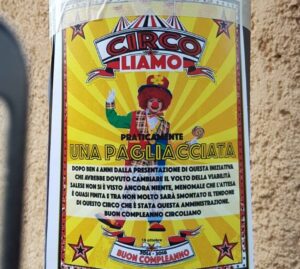 CIRCO
LIAMO
PRATICAMENTE
UNA PAGLIACCIATA
DOPO BEN 4 ANNI DALLA PRESENTAZIONE DI QUESTA INIZIATIVA
CHE AVREBBE DOVUTO CAMBIARE IL VOLTO DELLA VIABILITÀ
SALESE NON SI È VISTO ANCORA NIENTE, MENOMALE CHE L'ATTESA
È QUASI FINITA E TRA NON MOLTO SARÀ SMONTATO IL TENDONE
DI QUESTO CIRCO CHE È STATA QUESTA AMMINISTRAZIONE.
BUON COMPLEANNO CIRCOLIAMO
16 ottobre
BUON COMPLEANNO